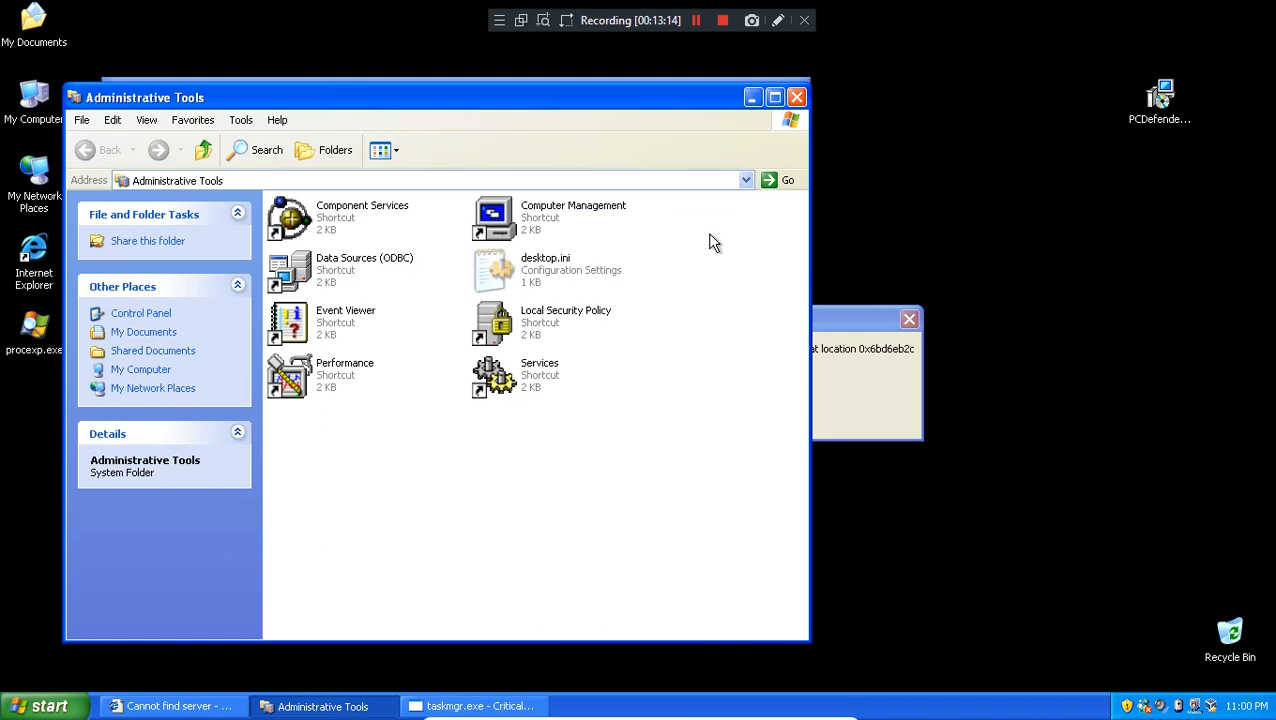 Recording [00:13:14]
My Documents
My Computer
My Network
Places
Internet
Explorer
procexp.exe
PCDefende...
Recycle Bin
Administrative Tools
File Edit View Favorites Tools Help
Back Search Folders
Address Administrative Tools Go
File and Folder Tasks
Share this folder
Other Places
Control Panel
My Documents
Shared Documents
My Computer
My Network Places
Details
Administrative Tools
System Folder
Component Services
Shortcut
2 KB
Computer Management
Shortcut
2 KB
Data Sources (ODBC)
Shortcut
2 KB
desktop.ini
Configuration Settings
1 KB
Event Viewer
Shortcut
2 KB
Local Security Policy
Shortcut
2 KB
Performance
Shortcut
2 KB
Services
Shortcut
2 KB
at location 0x6bd6eb2c
start
Cannot find server - ...
Administrative Tools
taskmgr.exe - Critical...
11:00 PM